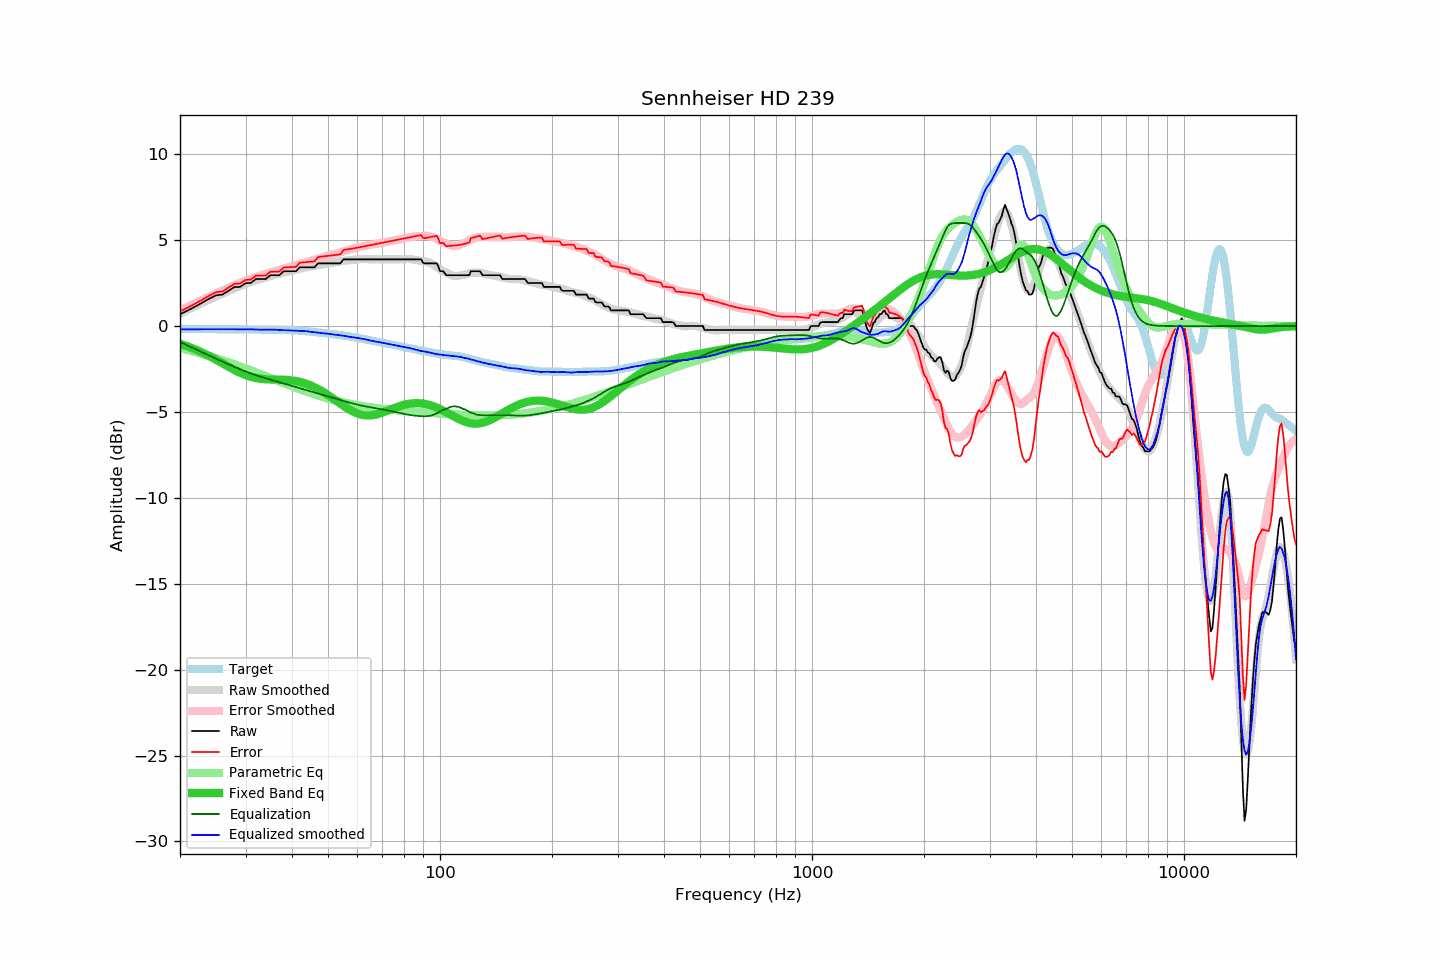 Sennheiser HD 239
10
5
0
−5
−10
−15
−20
−25
−30
Amplitude (dBr)
Target
Raw Smoothed
Error Smoothed
Raw
Error
Parametric Eq
Fixed Band Eq
Equalization
Equalized smoothed
100
1000
10000
Frequency (Hz)